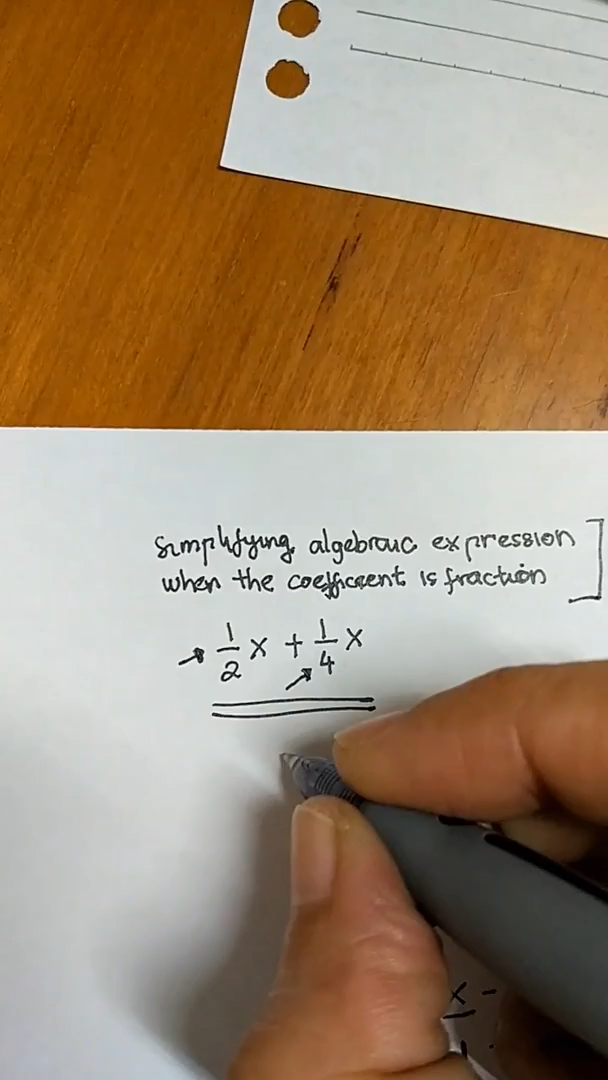 simplifying algebraic expression
when the coefficient is fraction
1/2 x + 1/4 x
x -